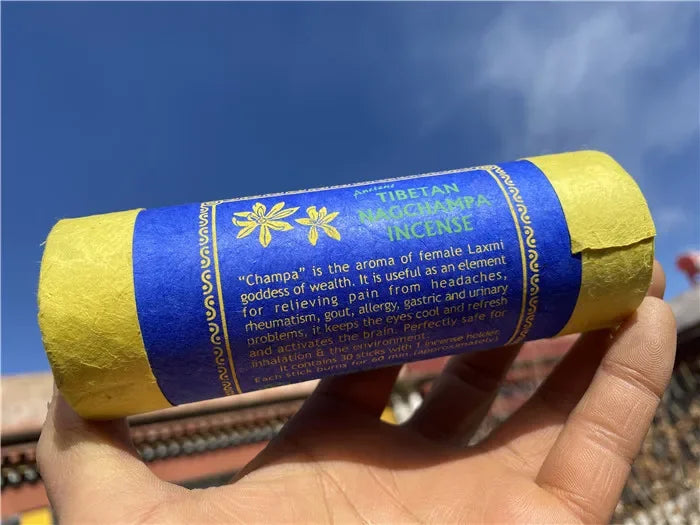 Ancient
TIBETAN
NAGCHAMPA
INCENSE
"Champa" is the aroma of female Laxmi
goddess of wealth. It is useful as an element
for relieving pain from headaches,
rheumatism, gout, allergy, gastric and urinary
problems, it keeps the eyes cool and refresh
and activates the brain. Perfectly safe for
inhalation & the environment.
It contains 30 sticks with 1 incense holder.
Each stick burns for 60 mm. (approximately)